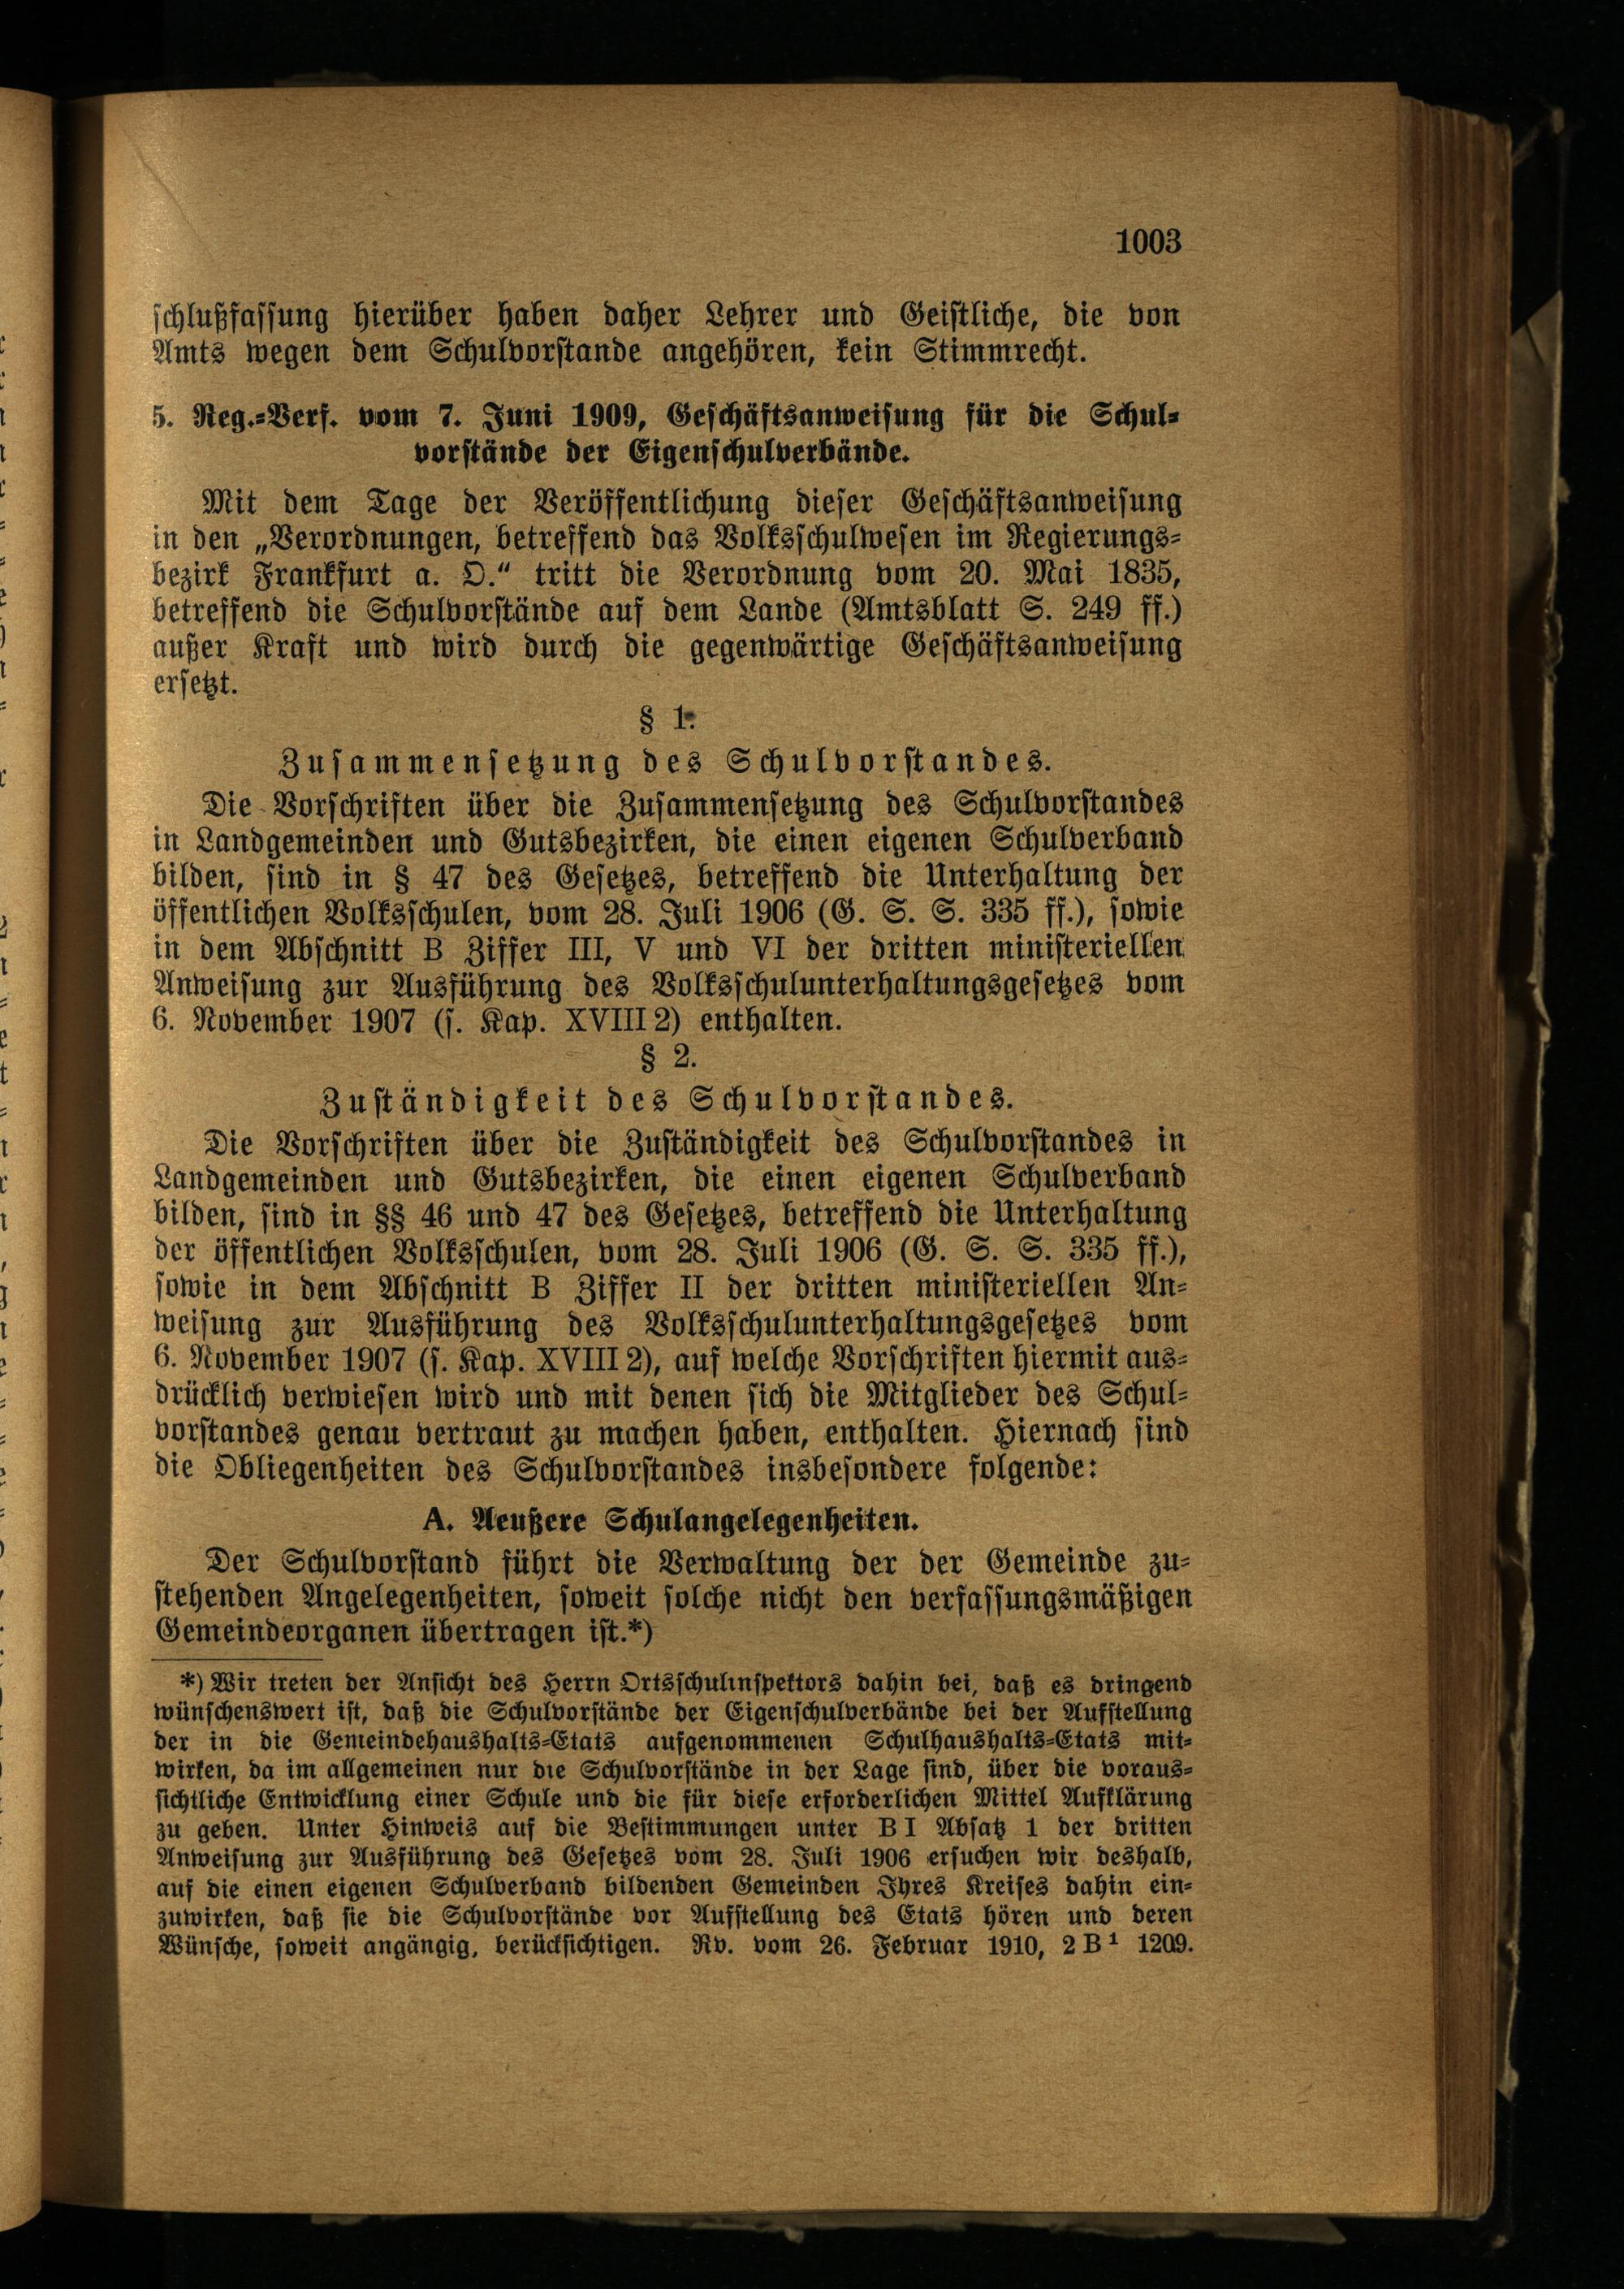 1003
schlußfassung hierüber haben daher Lehrer und Geistliche, die von
Amts wegen dem Schulvorstande angehören, kein Stimmrecht.
5. Reg.-Verf. vom 7. Juni 1909, Geschäftsanweisung für die Schul-
vorstände der Eigenschulverbände.
Mit dem Tage der Veröffentlichung dieser Geschäftsanweisung
in den „Verordnungen, betreffend das Volksschulwesen im Regierungs-
bezirk Frankfurt a. O.“ tritt die Verordnung vom 20. Mai 1835,
betreffend die Schulvorstände auf dem Lande (Amtsblatt S. 249 ff.)
außer Kraft und wird durch die gegenwärtige Geschäftsanweisung
ersetzt.
§ 1.
Zusammensetzung des Schulvorstandes.
Die Vorschriften über die Zusammensetzung des Schulvorstandes
in Landgemeinden und Gutsbezirken, die einen eigenen Schulverband
bilden, sind in § 47 des Gesetzes, betreffend die Unterhaltung der
öffentlichen Volksschulen, vom 28. Juli 1906 (G. S. S. 335 ff.), sowie
in dem Abschnitt B Ziffer III, V und VI der dritten ministeriellen
Anweisung zur Ausführung des Volksschulunterhaltungsgesetzes vom
6. November 1907 (s. Kap. XVIII 2) enthalten.
§ 2.
Zuständigkeit des Schulvorstandes.
Die Vorschriften über die Zuständigkeit des Schulvorstandes in
Landgemeinden und Gutsbezirken, die einen eigenen Schulverband
bilden, sind in §§ 46 und 47 des Gesetzes, betreffend die Unterhaltung
der öffentlichen Volksschulen, vom 28. Juli 1906 (G. S. S. 335 ff.),
sowie in dem Abschnitt B Ziffer II der dritten ministeriellen An-
weisung zur Ausführung des Volksschulunterhaltungsgesetzes vom
6. November 1907 (s. Kap. XVIII 2), auf welche Vorschriften hiermit aus-
drücklich verwiesen wird und mit denen sich die Mitglieder des Schul-
vorstandes genau vertraut zu machen haben, enthalten. Hiernach sind
die Obliegenheiten des Schulvorstandes insbesondere folgende:
A. Aeußere Schulangelegenheiten.
Der Schulvorstand führt die Verwaltung der der Gemeinde zu-
stehenden Angelegenheiten, soweit solche nicht den verfassungsmäßigen
Gemeindeorganen übertragen ist.*)
*) Wir treten der Ansicht des Herrn Ortsschulinspektors dahin bei, daß es dringend
wünschenswert ist, daß die Schulvorstände der Eigenschulverbände bei der Aufstellung
der in die Gemeindehaushalts-Etats aufgenommenen Schulhaushalts-Etats mit-
wirken, da im allgemeinen nur die Schulvorstände in der Lage sind, über die voraus-
sichtliche Entwicklung einer Schule und die für diese erforderlichen Mittel Aufklärung
zu geben. Unter Hinweis auf die Bestimmungen unter B I Absatz 1 der dritten
Anweisung zur Ausführung des Gesetzes vom 28. Juli 1906 ersuchen wir deshalb,
auf die einen eigenen Schulverband bildenden Gemeinden Ihres Kreises dahin ein-
zuwirken, daß sie die Schulvorstände vor Aufstellung des Etats hören und deren
Wünsche, soweit angängig, berücksichtigen. Rv. vom 26. Februar 1910, 2 B¹ 1209.